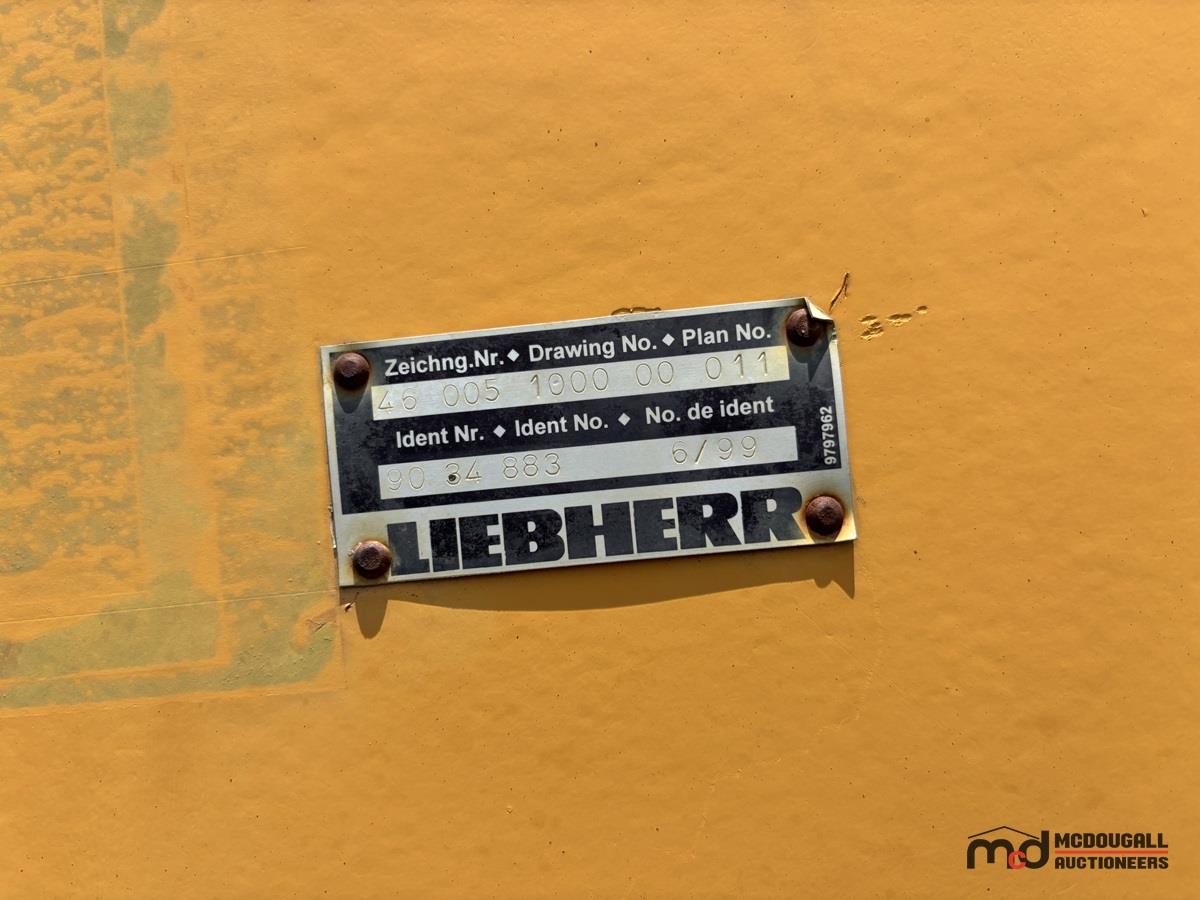 Zeichng.Nr. ◆ Drawing No. ◆ Plan No.
46 005 1000 00 011
Ident Nr. ◆ Ident No. ◆ No. de ident
90 34 883 6/99
9797962
LIEBHERR
mcd MCDOUGALL
AUCTIONEERS